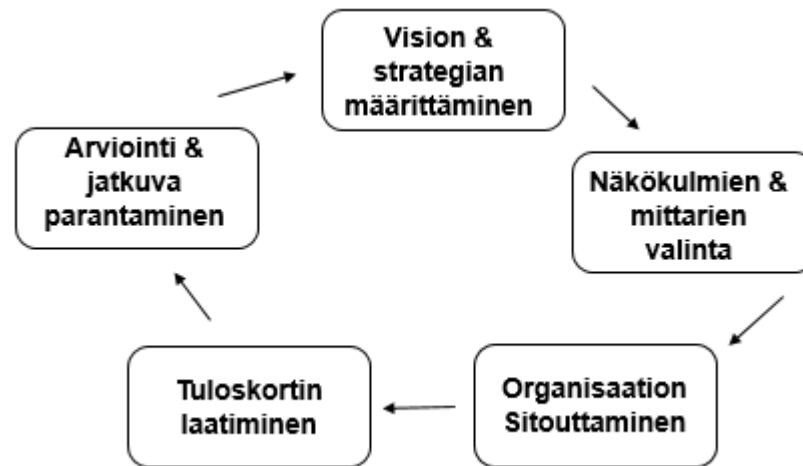 Vision &
strategian
määrittäminen
Näkökulmien &
mittarien
valinta
Organisaation
Sitouttaminen
Tuloskortin
laatiminen
Arviointi &
jatkuva
parantaminen